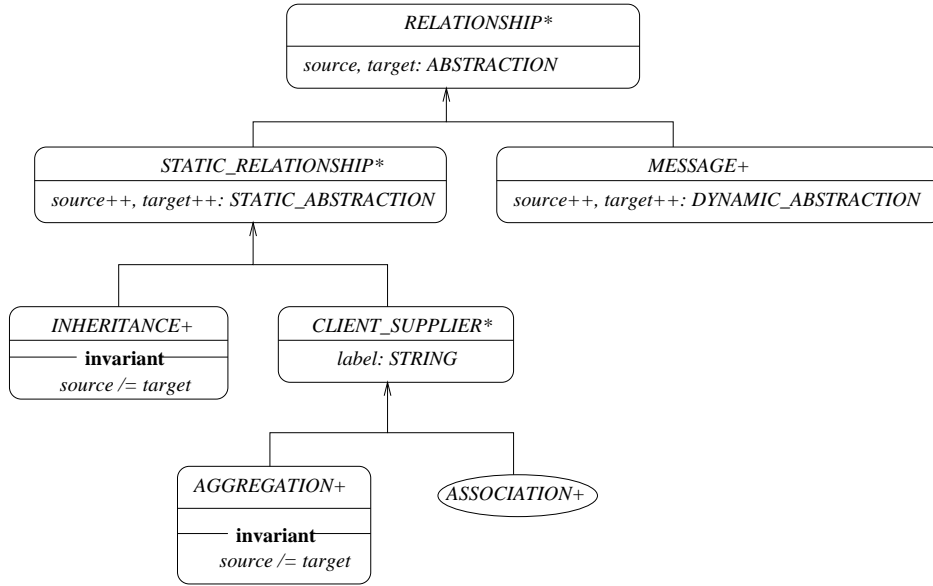 RELATIONSHIP*
source, target: ABSTRACTION
STATIC_RELATIONSHIP*
source++, target++: STATIC_ABSTRACTION
MESSAGE+
source++, target++: DYNAMIC_ABSTRACTION
INHERITANCE+
invariant
source /= target
CLIENT_SUPPLIER*
label: STRING
AGGREGATION+
invariant
source /= target
ASSOCIATION+